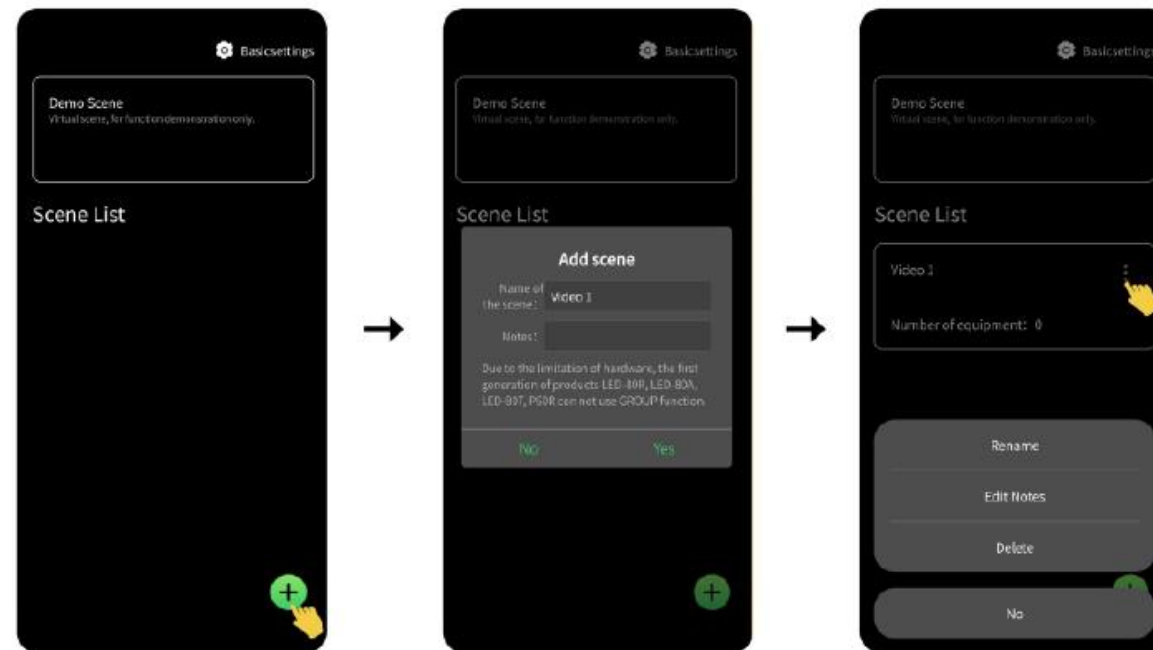 Basicsettings
Demo Scene
Virtual scene, for function demonstration only.
Scene List
Basicsettings
Demo Scene
Virtual scene, for function demonstration only.
Scene List
Add scene
Name of
the scene:
Video 1
Notes:
Due to the limitation of hardware, the first
generation of products LED-80R, LED-80A,
LED-80T, P60R can not use GROUP function.
No Yes
Basicsetting
Demo Scene
Virtual scene, for function demonstration only.
Scene List
Video 1
Number of equipment: 0
Rename
Edit Notes
Delete
No